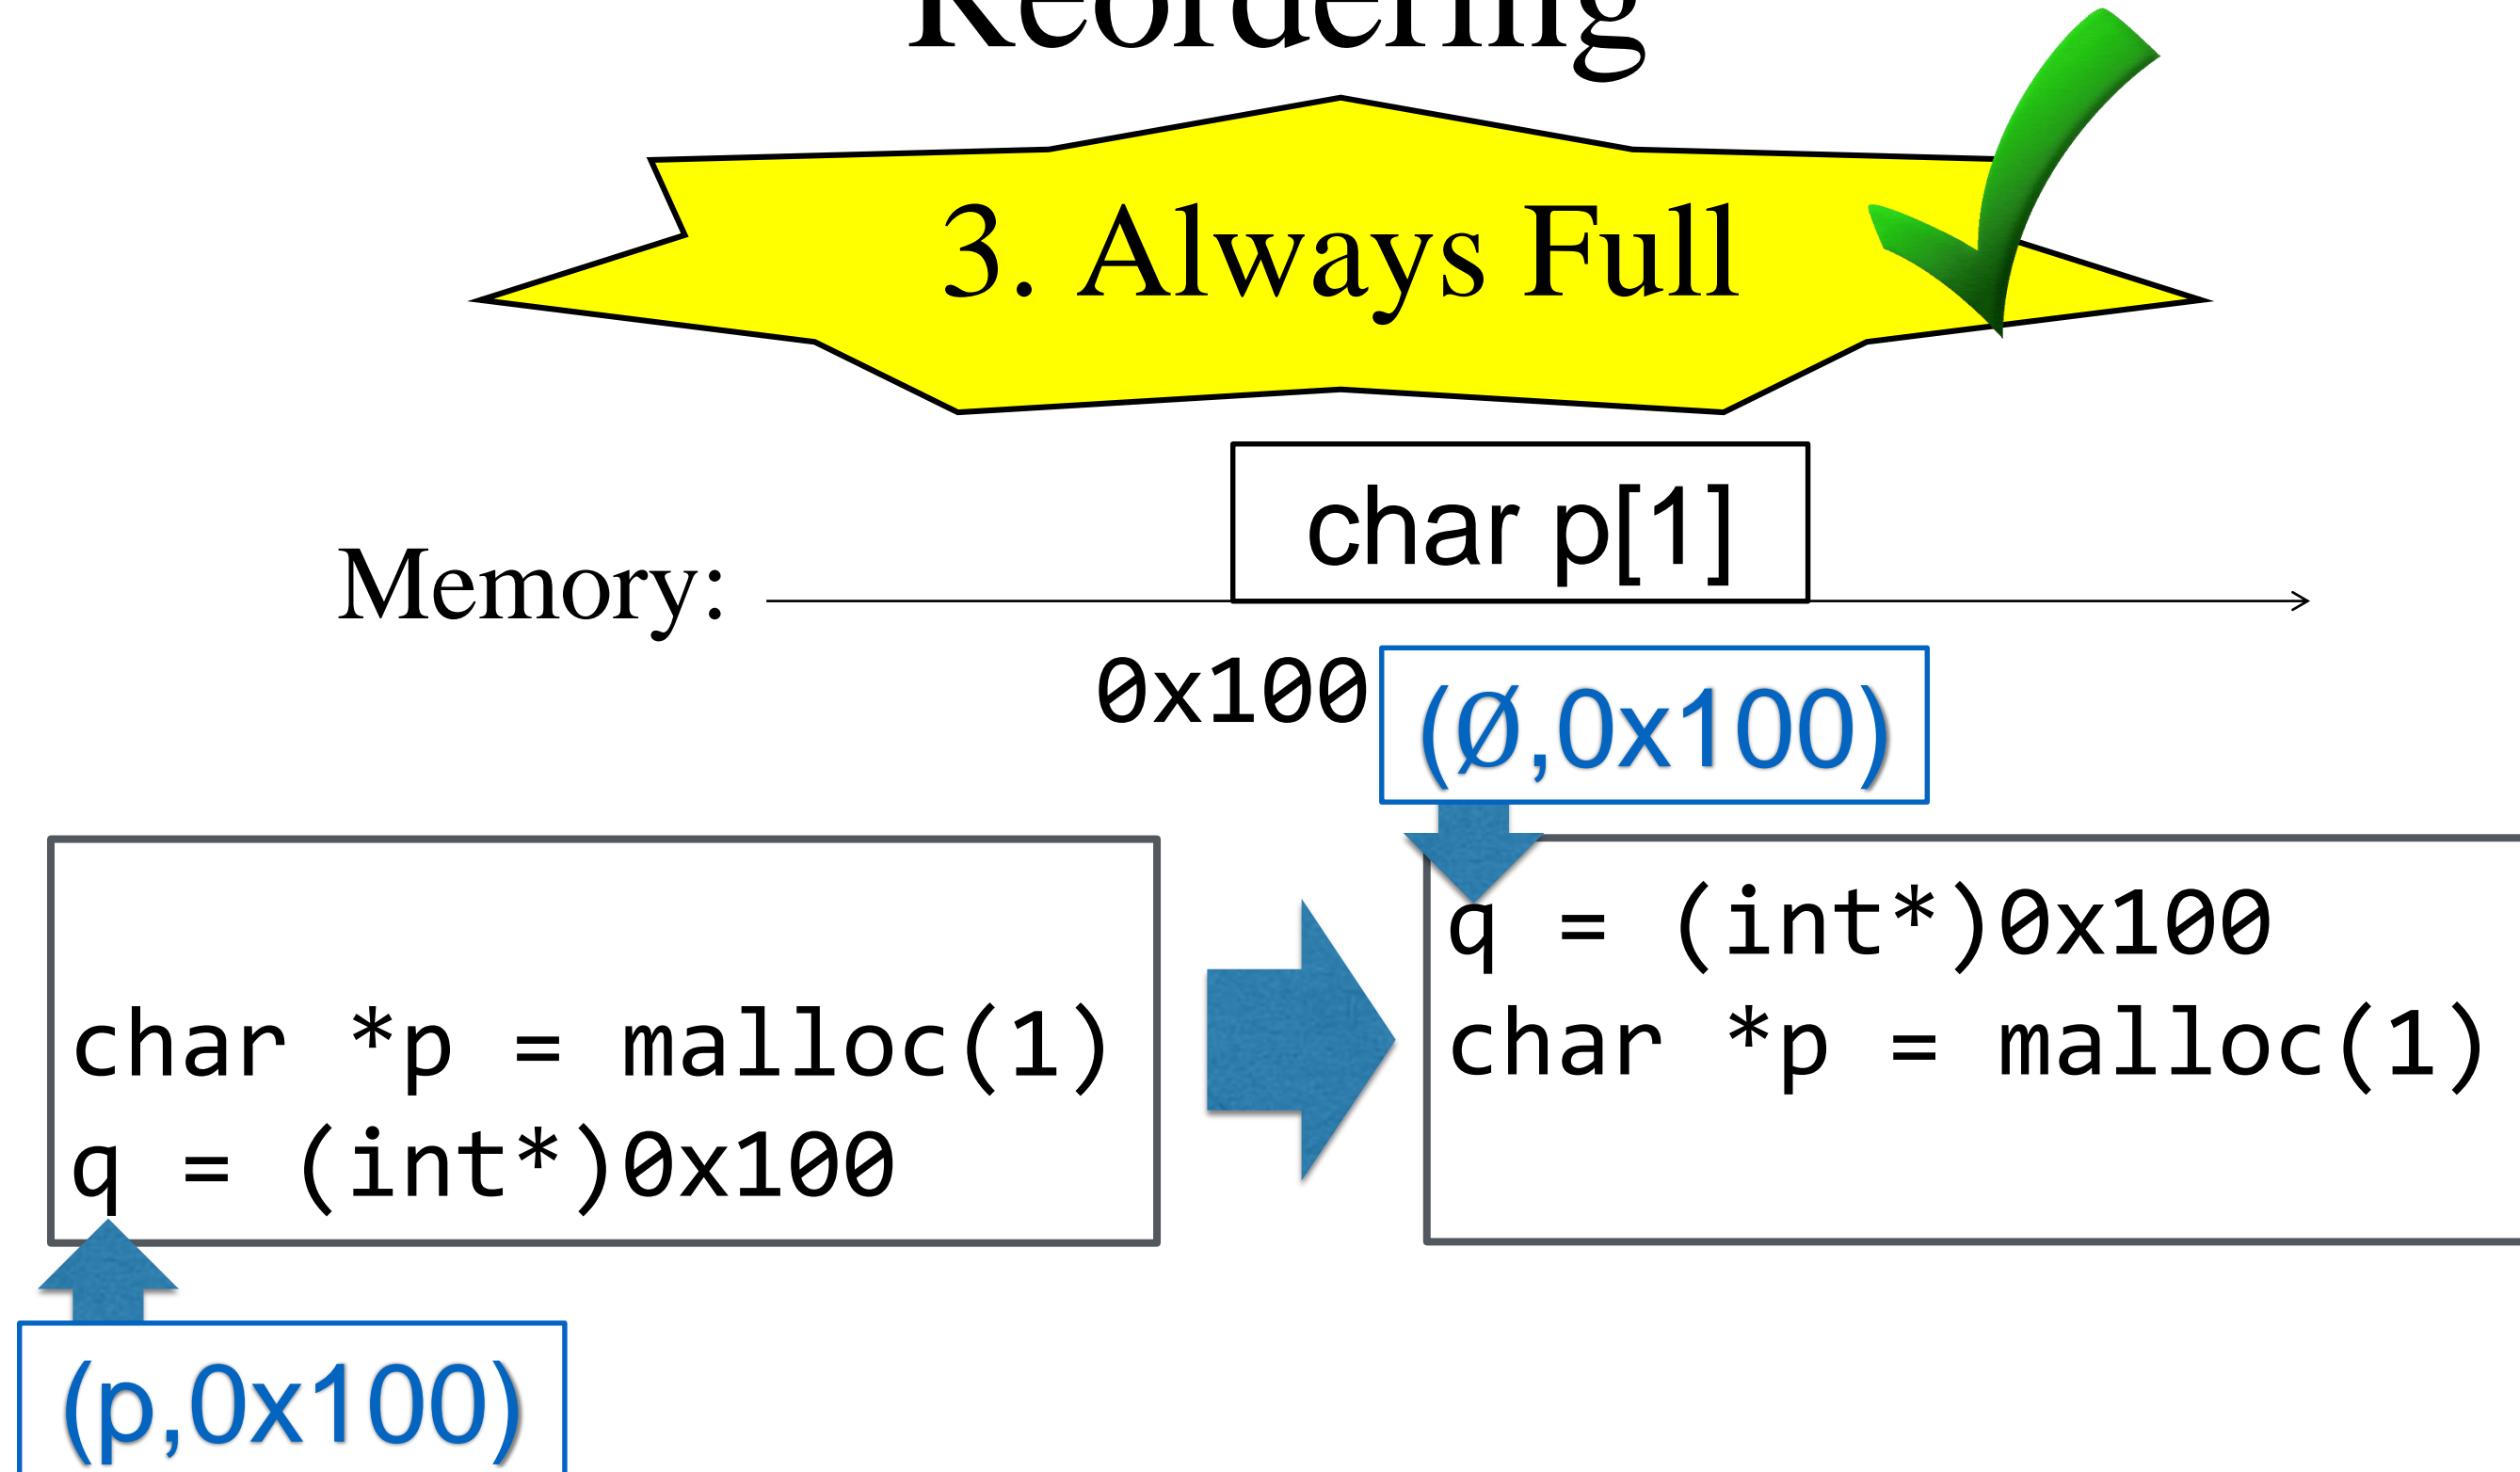 Reordering
3. Always Full
char p[1]
Memory:
0x100
(Ø,0x100)
char *p = malloc(1)
q = (int*)0x100
q = (int*)0x100
char *p = malloc(1)
(p,0x100)